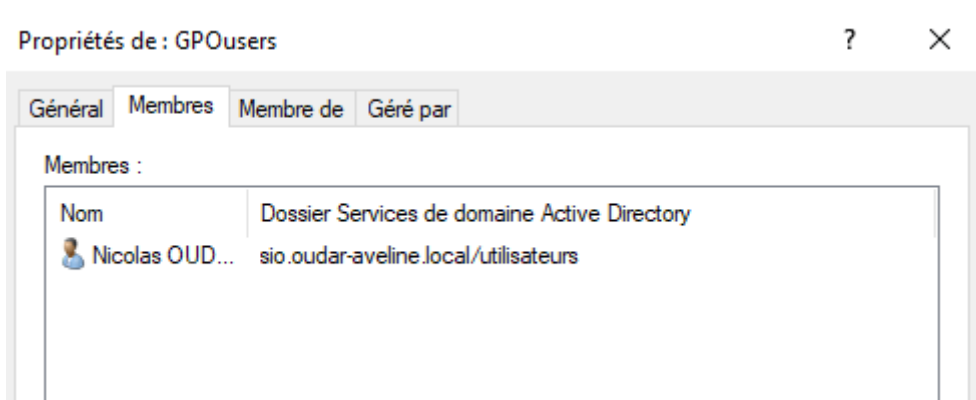 Propriétés de : GPOusers ? ×
Général Membres Membre de Géré par
Membres :
Nom Dossier Services de domaine Active Directory
Nicolas OUD... sio.oudar-aveline.local/utilisateurs